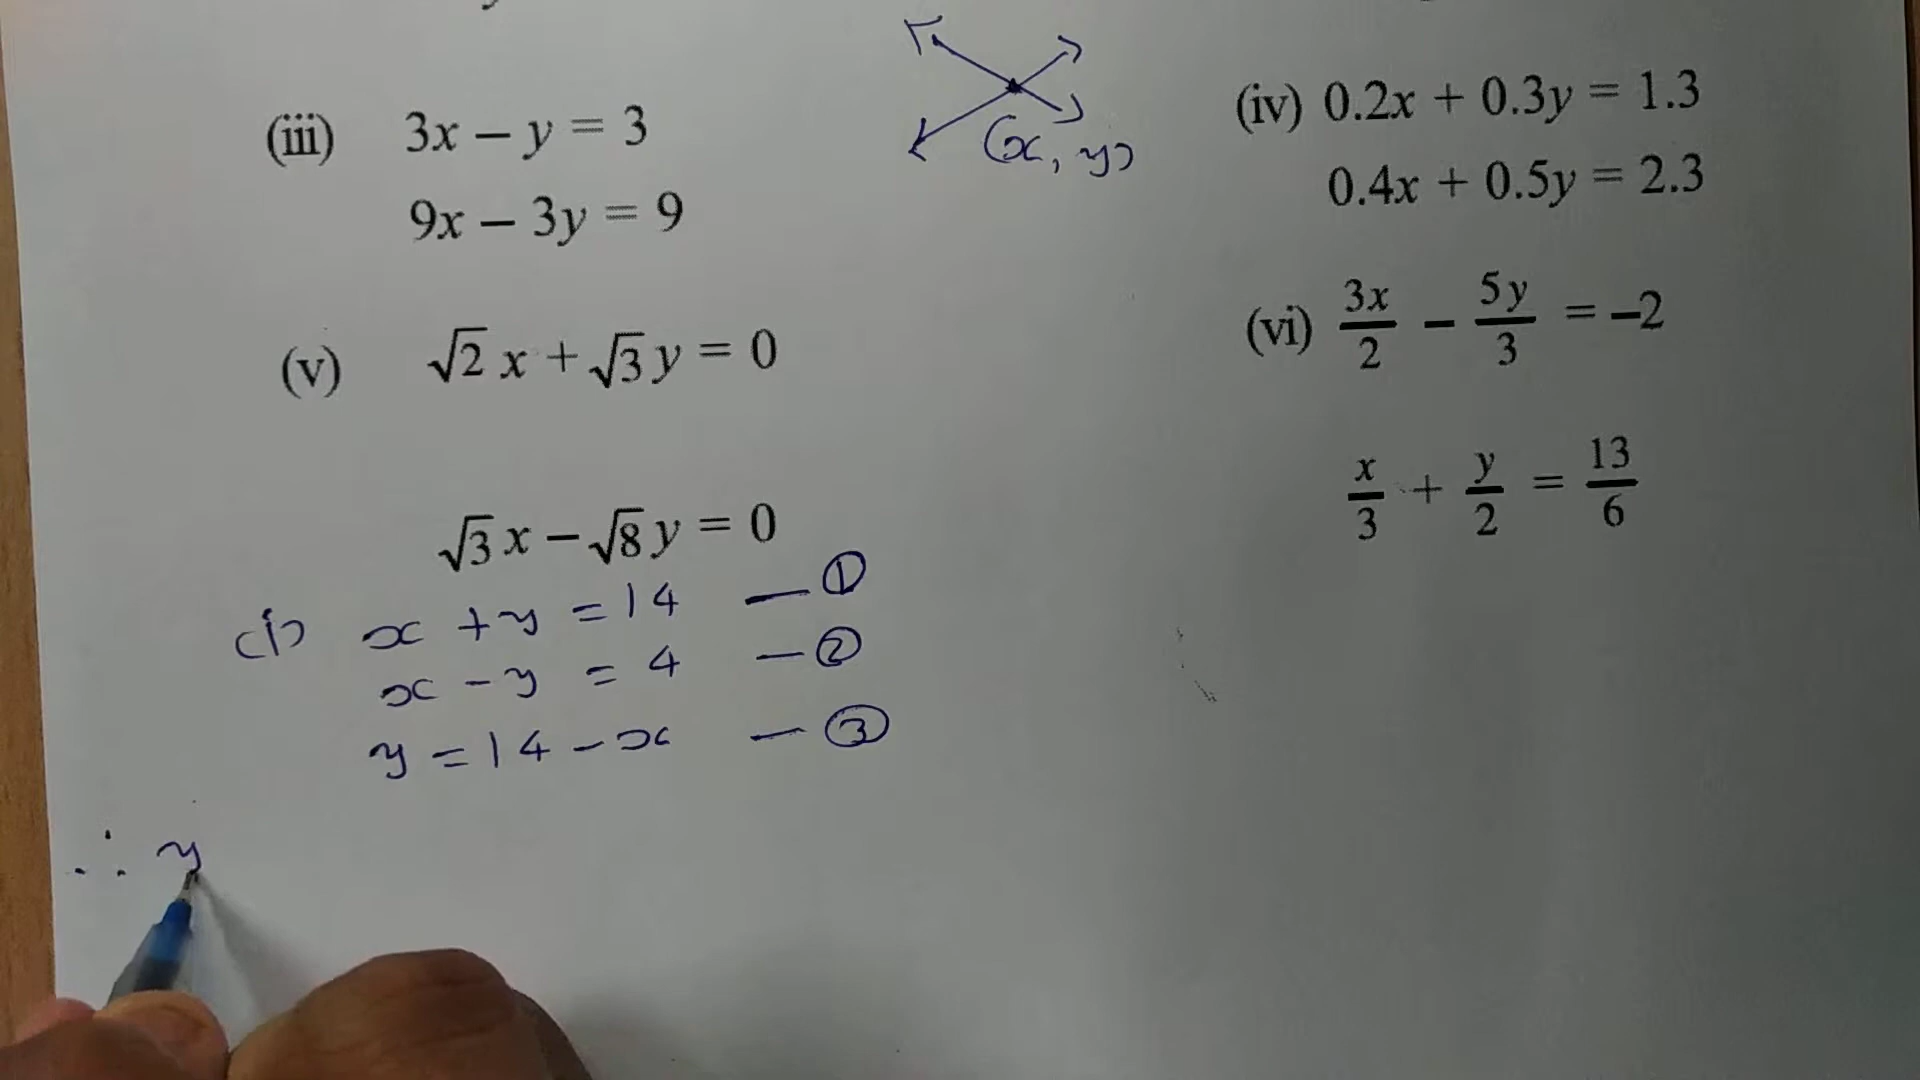 (iii) 3x – y = 3
9x – 3y = 9
(x, y)
(iv) 0.2x + 0.3y = 1.3
0.4x + 0.5y = 2.3
(v) √2 x + √3 y = 0
√3 x – √8 y = 0
(vi) 3x/2 – 5y/3 = –2
x/3 + y/2 = 13/6
(i) x + y = 14 — ①
x - y = 4 — ②
y = 14 - x — ③
∴ y